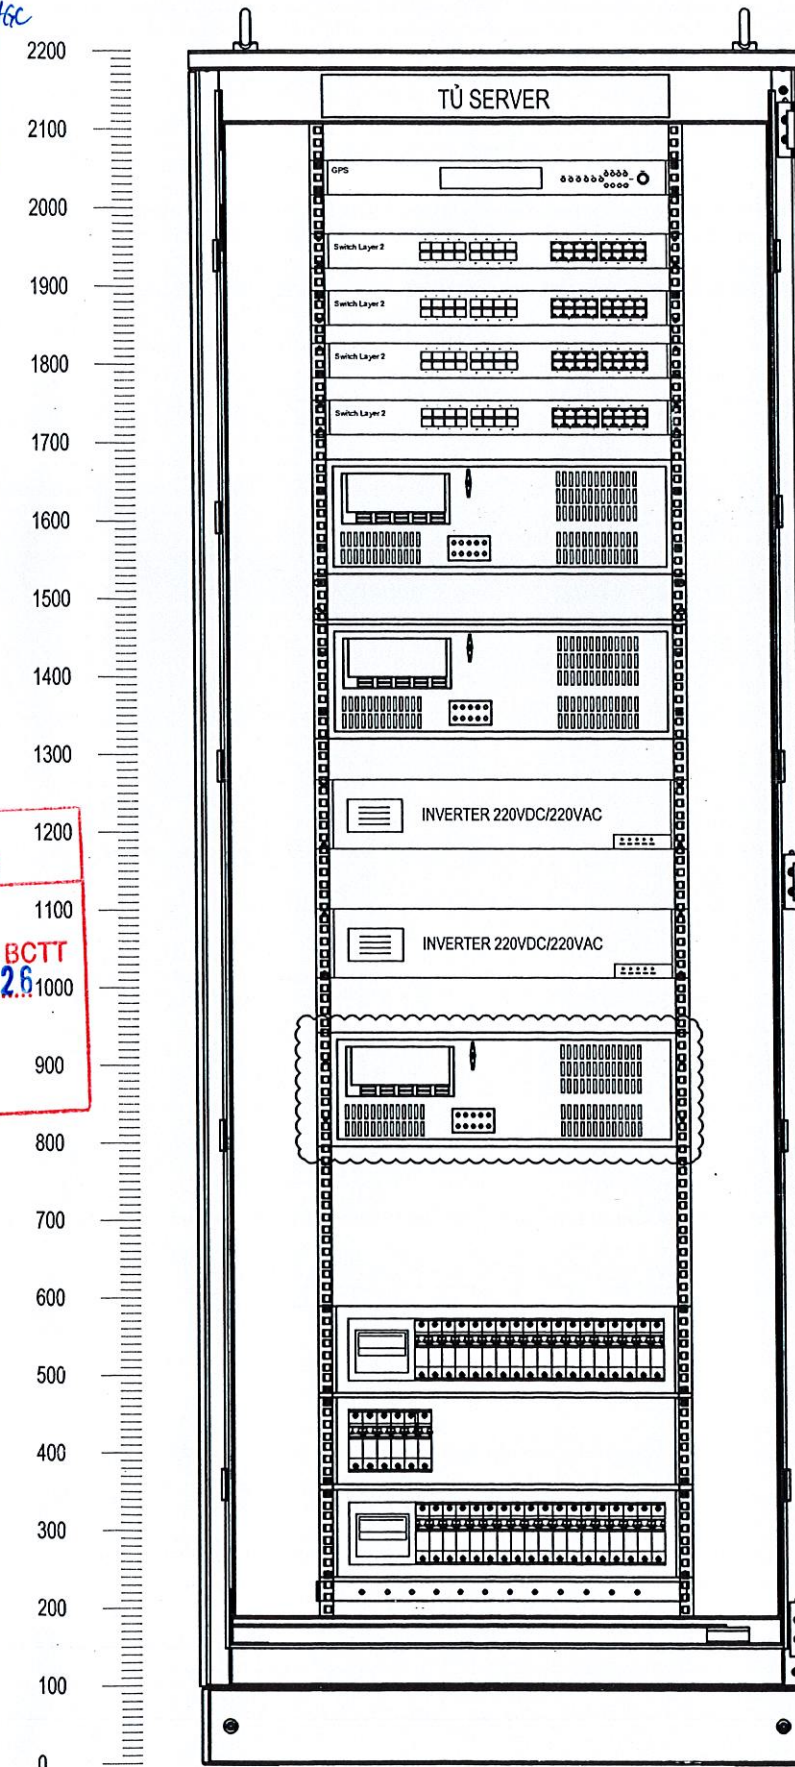 2200
TỦ SERVER
2100
GPS
2000
Switch Layer 2
1900
Switch Layer 2
1800
Switch Layer 2
Switch Layer 2
1700
1600
1500
1400
1300
INVERTER 220VDC/220VAC
1200
1100
BCTT
INVERTER 220VDC/220VAC
26
1000
900
800
700
600
500
400
300
200
100
0